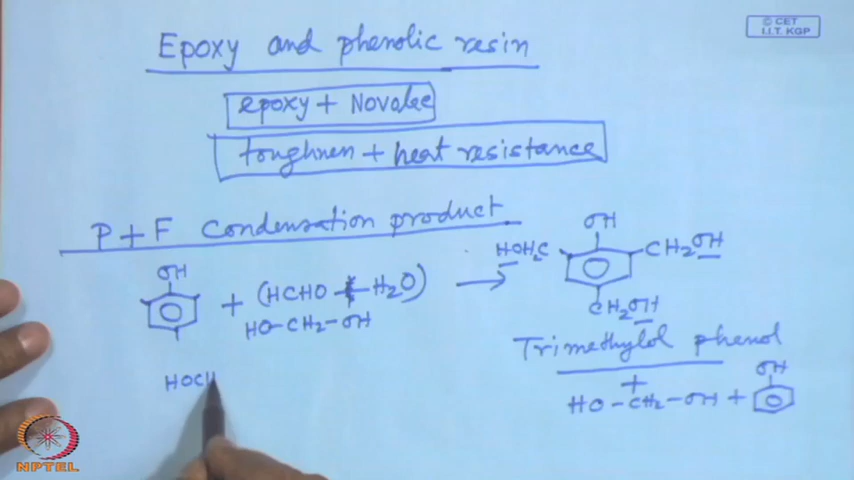 © CET
I.I.T. KGP
Epoxy and phenolic resin
epoxy + Novolac
toughness + heat resistance
P + F Condensation product
OH
+ (HCHO + H2O) →
HO-CH2-OH
OH
HOH2C
CH2OH
CH2OH
Trimethylol phenol
+
HO-CH2-OH +
OH
HOCH
NPTEL